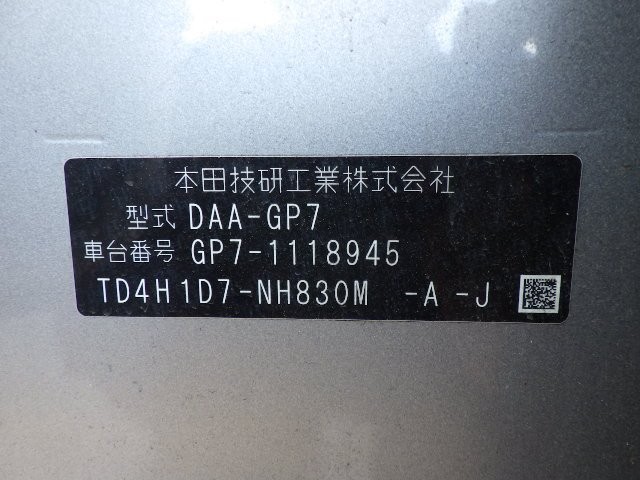 本田技研工業株式会社
型式 DAA-GP7
車台番号 GP7-1118945
TD4H1D7-NH830M -A -J